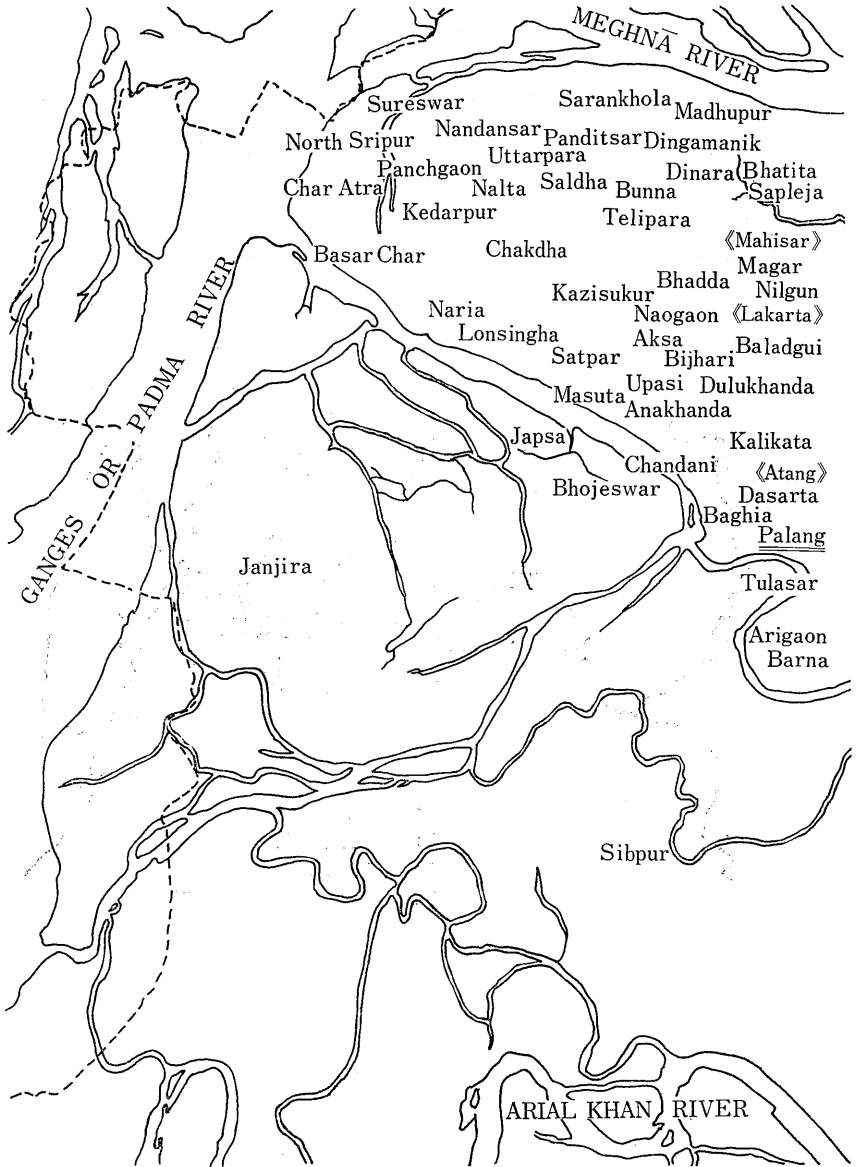 MEGHNĀ RIVER
Sureswar
Sarankhola
Madhupur
North Sripur
Nandansar
Panditsar
Dingamanik
Panchgaon
Uttarpara
Dinara
Bhatita
Char Atra
Nalta
Saldha
Bunna
Sapleja
Kedarpur
Telipara
Basar Char
Chakdha
《Mahisar》
Magar
Bhadda
Nilgun
Kazisukur
Naria
Naogaon
《Lakarta》
Lonsingha
Aksa
Baladgui
Satpar
Bijhari
Upasi
Dulukhanda
Masuta
Anakhanda
Japsa
Kalikata
Chandani
《Atang》
Bhojeswar
Dasarta
Baghia
Palang
GANGES OR PADMA RIVER
Janjira
Tulasar
Arigaon
Barna
Sibpur
ARIAL KHAN RIVER